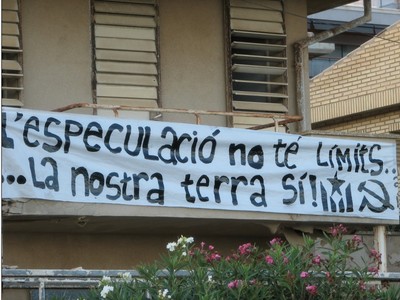 L'especulació no té límits..
...la nostra terra sí!